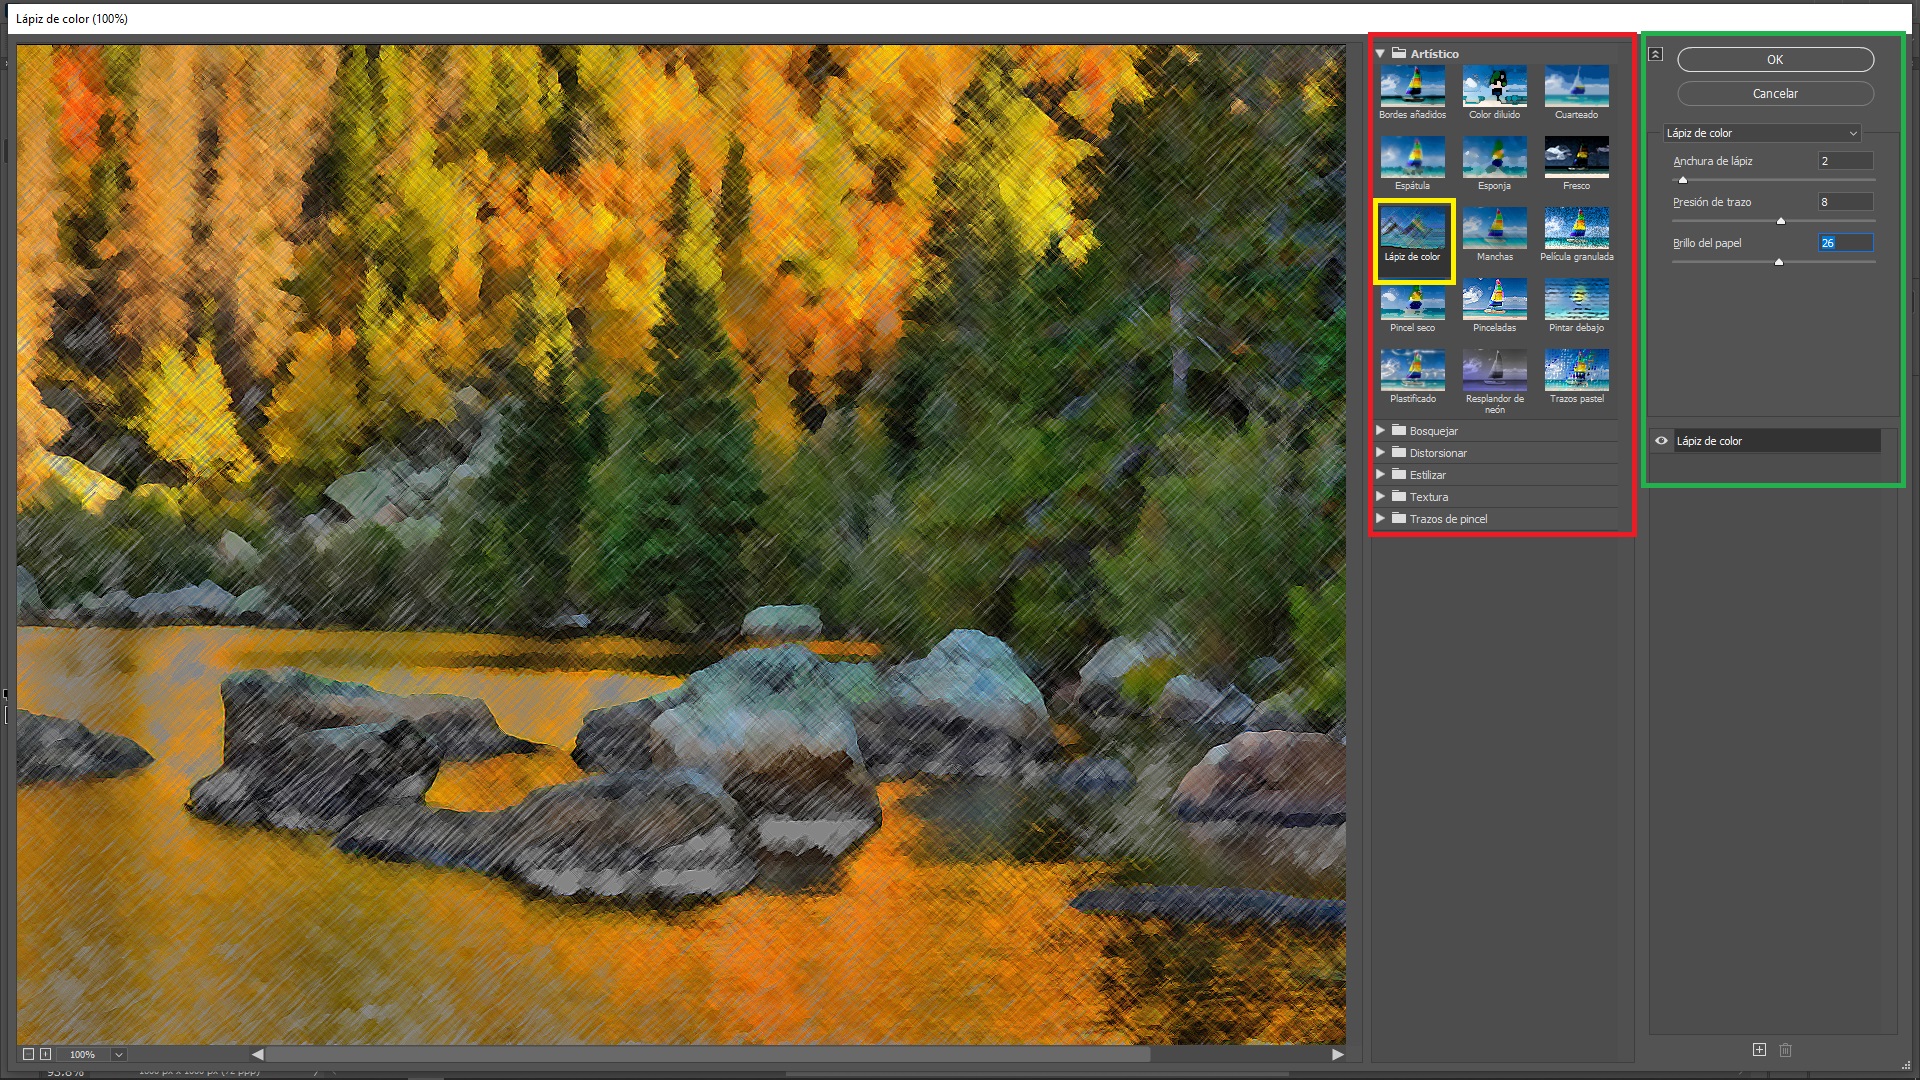 Lápiz de color (100%)
Artístico
Bordes añadidos
Color diluido
Cuarteado
Espátula
Esponja
Fresco
Lápiz de color
Manchas
Película granulada
Pincel seco
Pinceladas
Pintar debajo
Plastificado
Resplandor de
neón
Trazos pastel
Bosquejar
Distorsionar
Estilizar
Textura
Trazos de pincel
OK
Cancelar
Lápiz de color
Anchura de lápiz 2
Presión de trazo 8
Brillo del papel 26
Lápiz de color
100%
93.8%